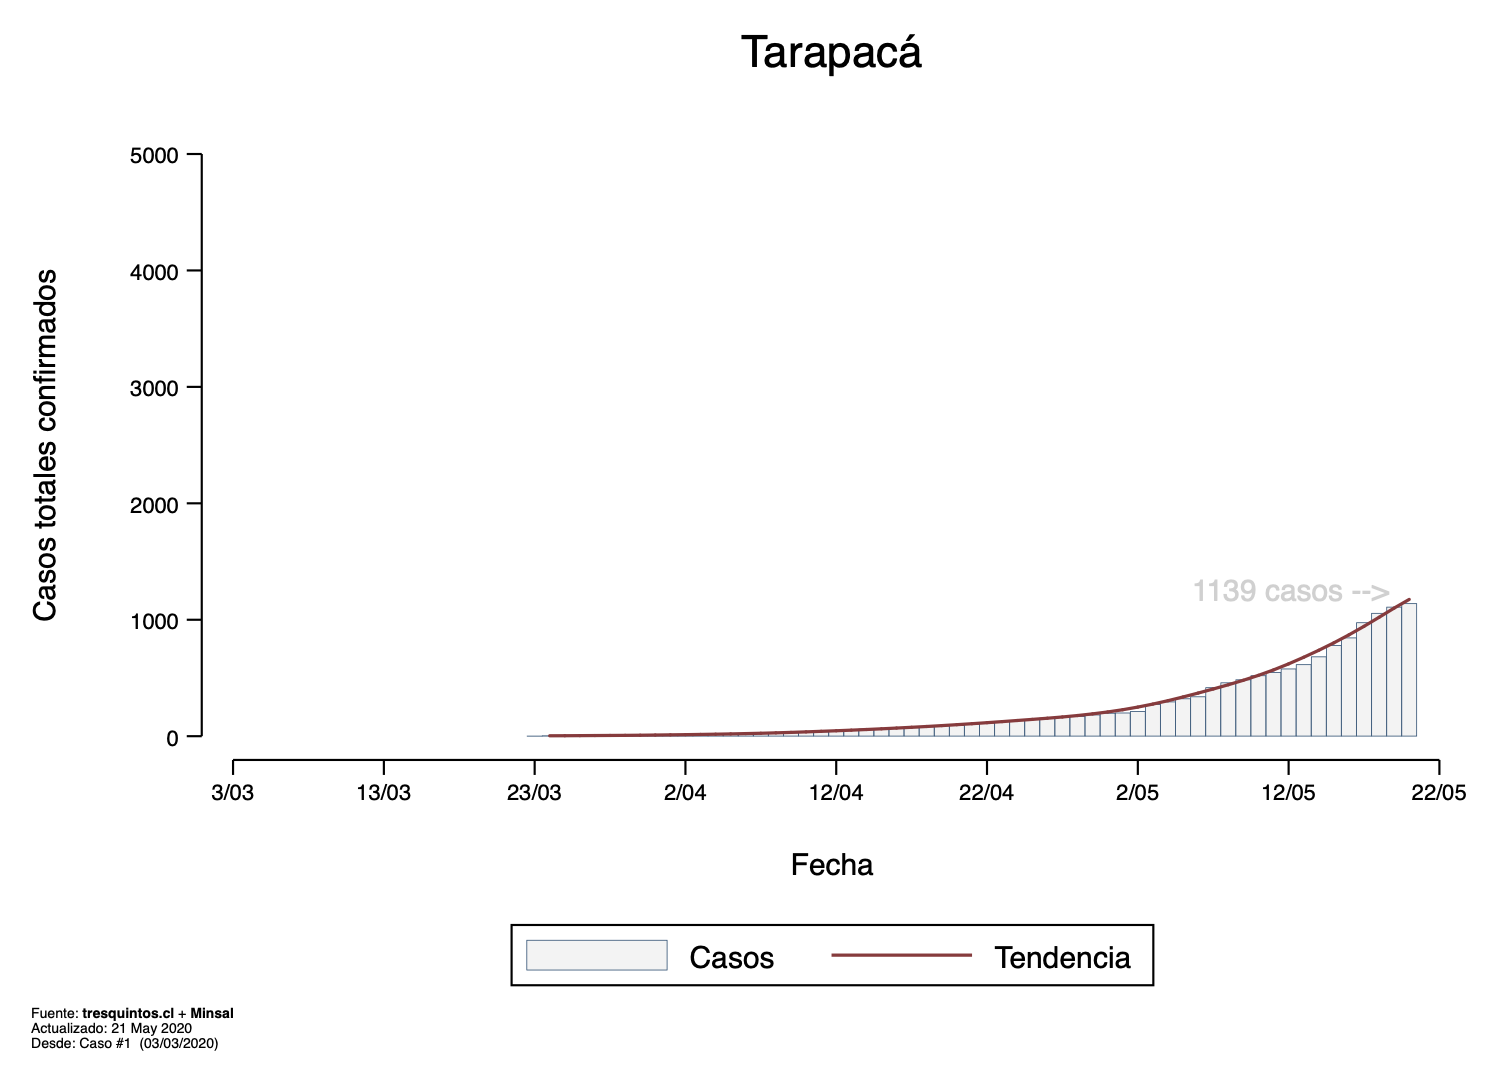 Tarapacá
Casos totales confirmados
5000
4000
3000
2000
1000
0
1139 casos -->
3/03 13/03 23/03 2/04 12/04 22/04 2/05 12/05 22/05
Fecha
Casos Tendencia
Fuente: tresquintos.cl + Minsal
Actualizado: 21 May 2020
Desde: Caso #1 (03/03/2020)